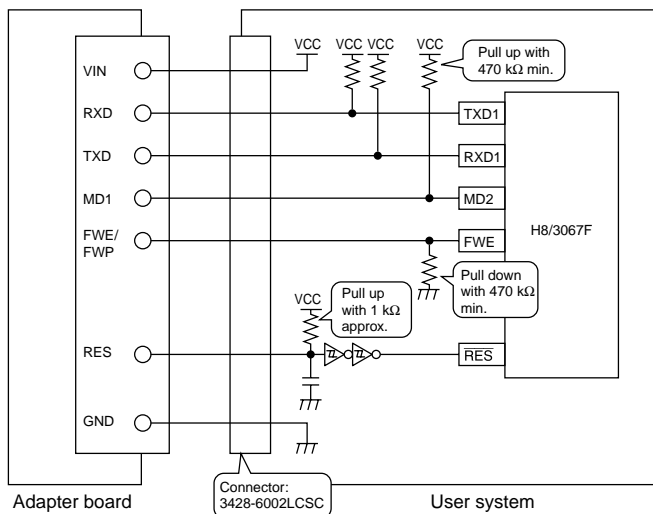 VCC
VCC
VCC
VCC
Pull up with
470 kΩ min.
VIN
RXD
TXD1
TXD
RXD1
MD1
MD2
H8/3067F
FWE/
FWP
FWE
Pull down
with 470 kΩ
min.
VCC
Pull up
with 1 kΩ
approx.
RES
RES
GND
Connector:
3428-6002LCSC
Adapter board
User system